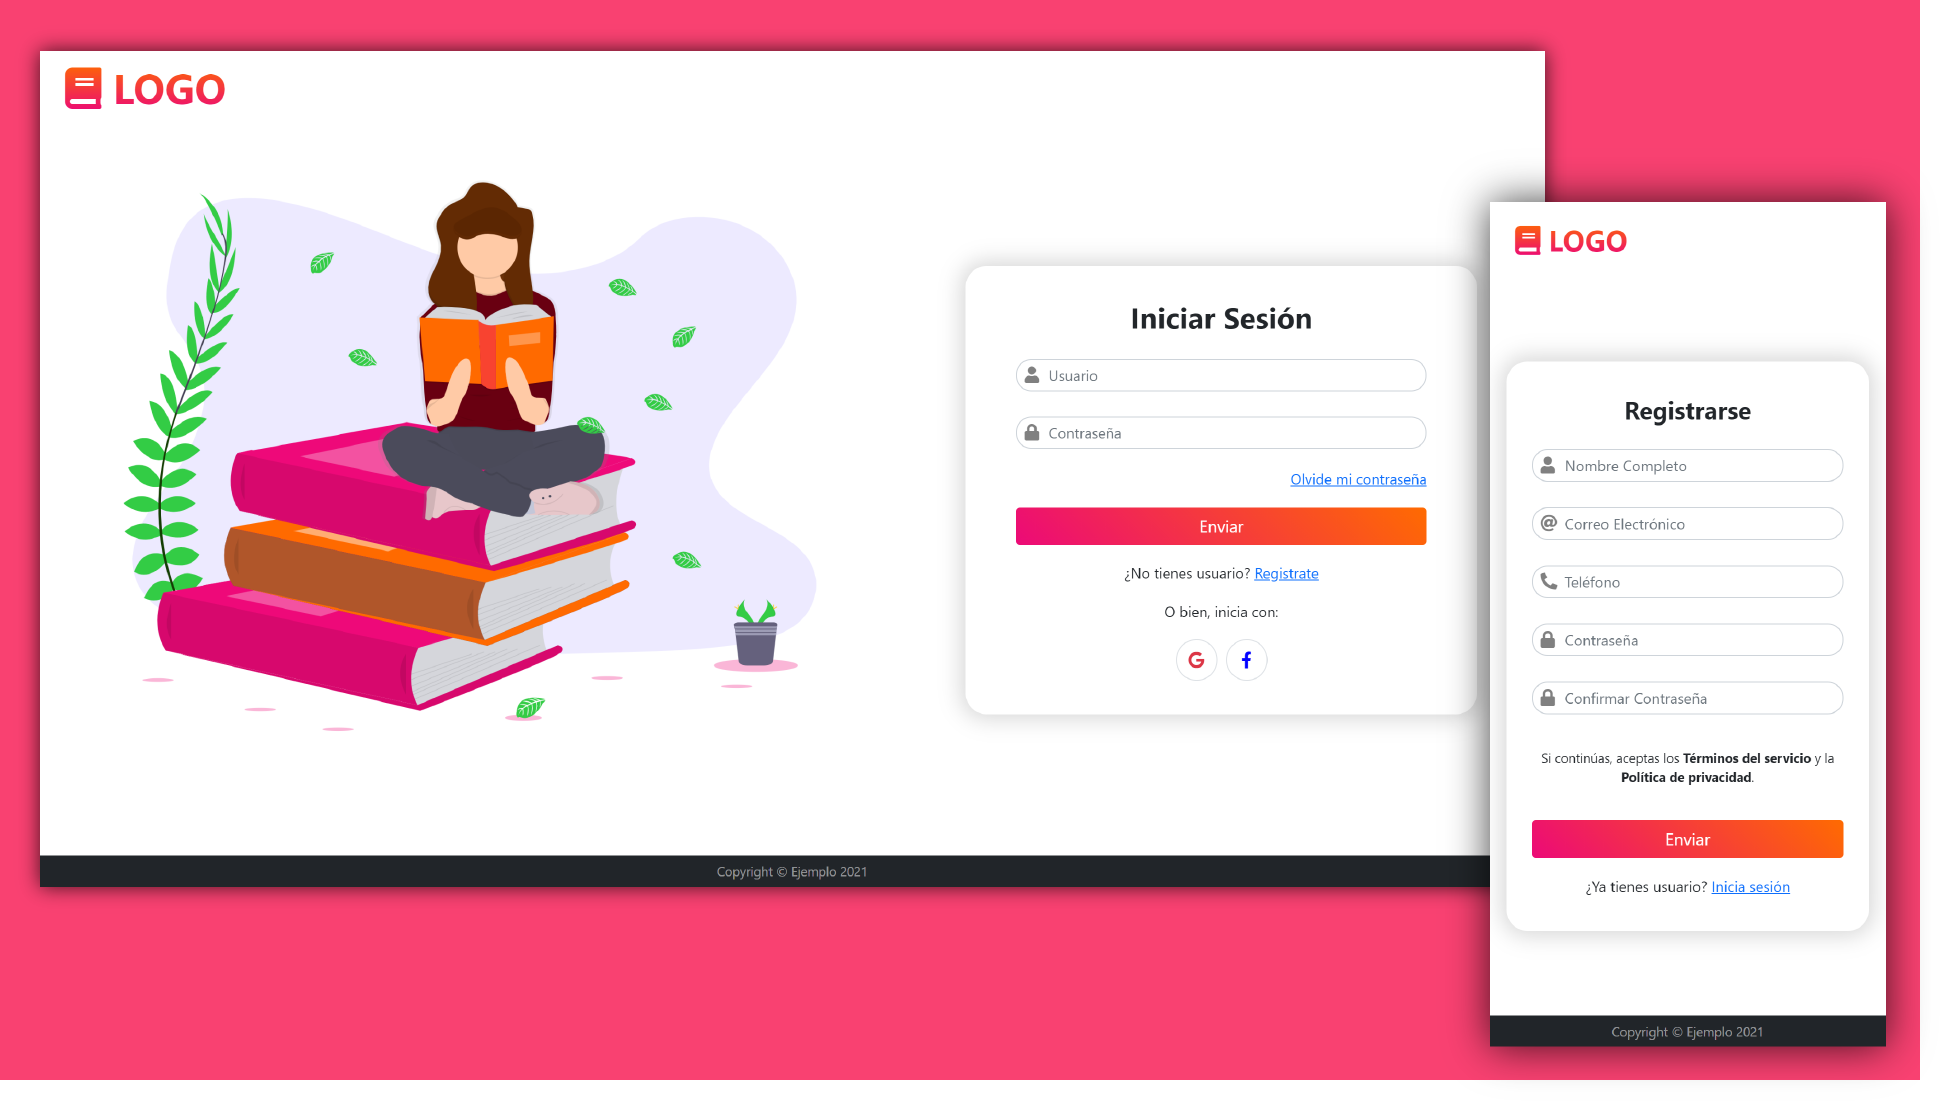 LOGO
Iniciar Sesión
Usuario
Contraseña
Olvide mi contraseña
Enviar
¿No tienes usuario? Registrate
O bien, inicia con:
G f
Copyright © Ejemplo 2021
LOGO
Registrarse
Nombre Completo
@ Correo Electrónico
Teléfono
Contraseña
Confirmar Contraseña
Si continúas, aceptas los Términos del servicio y la
Política de privacidad.
Enviar
¿Ya tienes usuario? Inicia sesión
Copyright © Ejemplo 2021